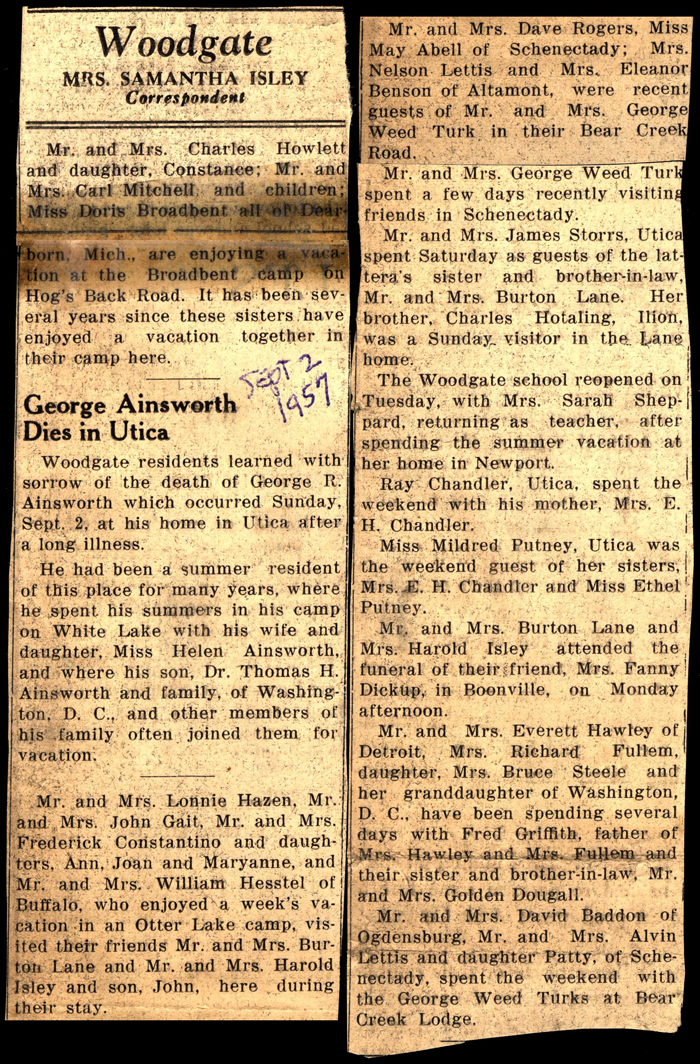 Woodgate
MRS. SAMANTHA ISLEY
Correspondent
Mr. and Mrs. Charles Howlett
and daughter, Constance; Mr. and
Mrs. Carl Mitchell and children;
Miss Doris Broadbent all of Dear-
born, Mich., are enjoying a vaca-
tion at the Broadbent camp on
Hog's Back Road. It has been sev-
eral years since these sisters have
enjoyed a vacation together in
their camp here.
Sept 2
1957
George Ainsworth
Dies in Utica
Woodgate residents learned with
sorrow of the death of George R.
Ainsworth which occurred Sunday,
Sept. 2, at his home in Utica after
a long illness.
He had been a summer resident
of this place for many years, where
he spent his summers in his camp
on White Lake with his wife and
daughter, Miss Helen Ainsworth,
and where his son, Dr. Thomas H.
Ainsworth and family, of Washing-
ton, D. C., and other members of
his family often joined them for
vacation.
Mr. and Mrs. Lonnie Hazen, Mr.
and Mrs. John Gait, Mr. and Mrs.
Frederick Constantino and daugh-
ters, Ann, Joan and Maryanne, and
Mr. and Mrs. William Hesstel of
Buffalo, who enjoyed a week's va-
cation in an Otter Lake camp, vis-
ited their friends Mr. and Mrs. Bur-
ton Lane and Mr. and Mrs. Harold
Isley and son, John, here during
their stay.
Mr. and Mrs. Dave Rogers, Miss
May Abell of Schenectady; Mrs.
Nelson Lettis and Mrs. Eleanor
Benson of Altamont, were recent
guests of Mr. and Mrs. George
Weed Turk in their Bear Creek
Road.
Mr. and Mrs. George Weed Turk
spent a few days recently visiting
friends in Schenectady.
Mr. and Mrs. James Storrs, Utica
spent Saturday as guests of the lat-
tera's sister and brother-in-law,
Mr. and Mrs. Burton Lane. Her
brother, Charles Hotaling, Ilion,
was a Sunday visitor in the Lane
home.
The Woodgate school reopened on
Tuesday, with Mrs. Sarah Shep-
pard, returning as teacher, after
spending the summer vacation at
her home in Newport.
Ray Chandler, Utica, spent the
weekend with his mother, Mrs. E.
H. Chandler.
Miss Mildred Putney, Utica was
the weekend guest of her sisters,
Mrs. E. H. Chandler and Miss Ethel
Putney.
Mr. and Mrs. Burton Lane and
Mrs. Harold Isley attended the
funeral of their friend, Mrs. Fanny
Dickup, in Boonville, on Monday
afternoon.
Mr. and Mrs. Everett Hawley of
Detroit, Mrs. Richard Fullem,
daughter, Mrs. Bruce Steele and
her granddaughter of Washington,
D. C., have been spending several
days with Fred Griffith, father of
Mrs. Hawley and Mrs. Fullem and
their sister and brother-in-law, Mr.
and Mrs. Golden Dougall.
Mr. and Mrs. David Baddon of
Ogdensburg, Mr. and Mrs. Alvin
Lettis and daughter Patty, of Sche-
nectady, spent the weekend with
the George Weed Turks at Bear
Creek Lodge.